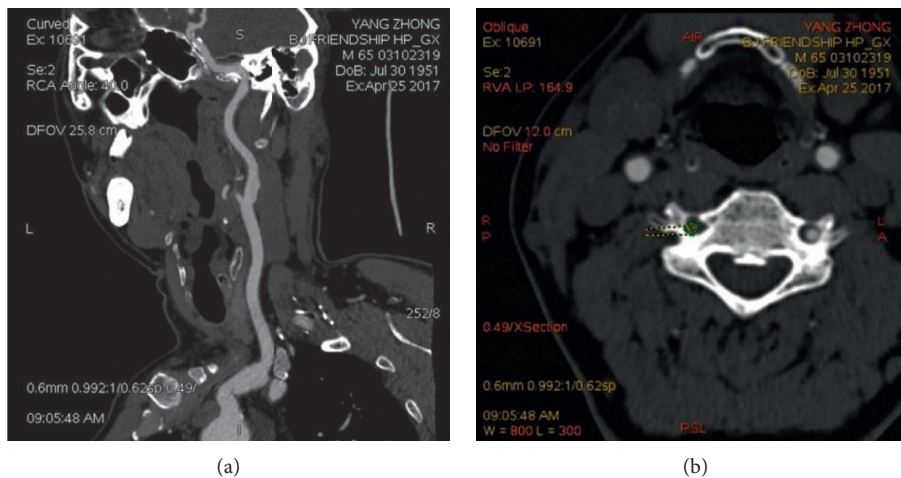 Curved
Ex: 10691
Se:2
RCA Angle: 40.0
DFOV 25.8 cm
S
YANG ZHONG
BJ FRIENDSHIP HP_GX
M 65 03102319
DoB: Jul 30 1951
Ex:Apr 25 2017
L
R
252/8
0.6mm 0.992:1/0.62sp 0.49/
09:05:48 AM
I
(a)
Oblique
Ex: 10691
Se:2
RVA LP: 164.9
DFOV 12.0 cm
No Filter
AIR
YANG ZHONG
BJ FRIENDSHIP HP_GX
M 65 03102319
DoB: Jul 30 1951
Ex:Apr 25 2017
R
P
L
A
0.49/XSection
0.6mm 0.992:1/0.62sp
09:05:48 AM
W = 800 L = 300
PSL
(b)